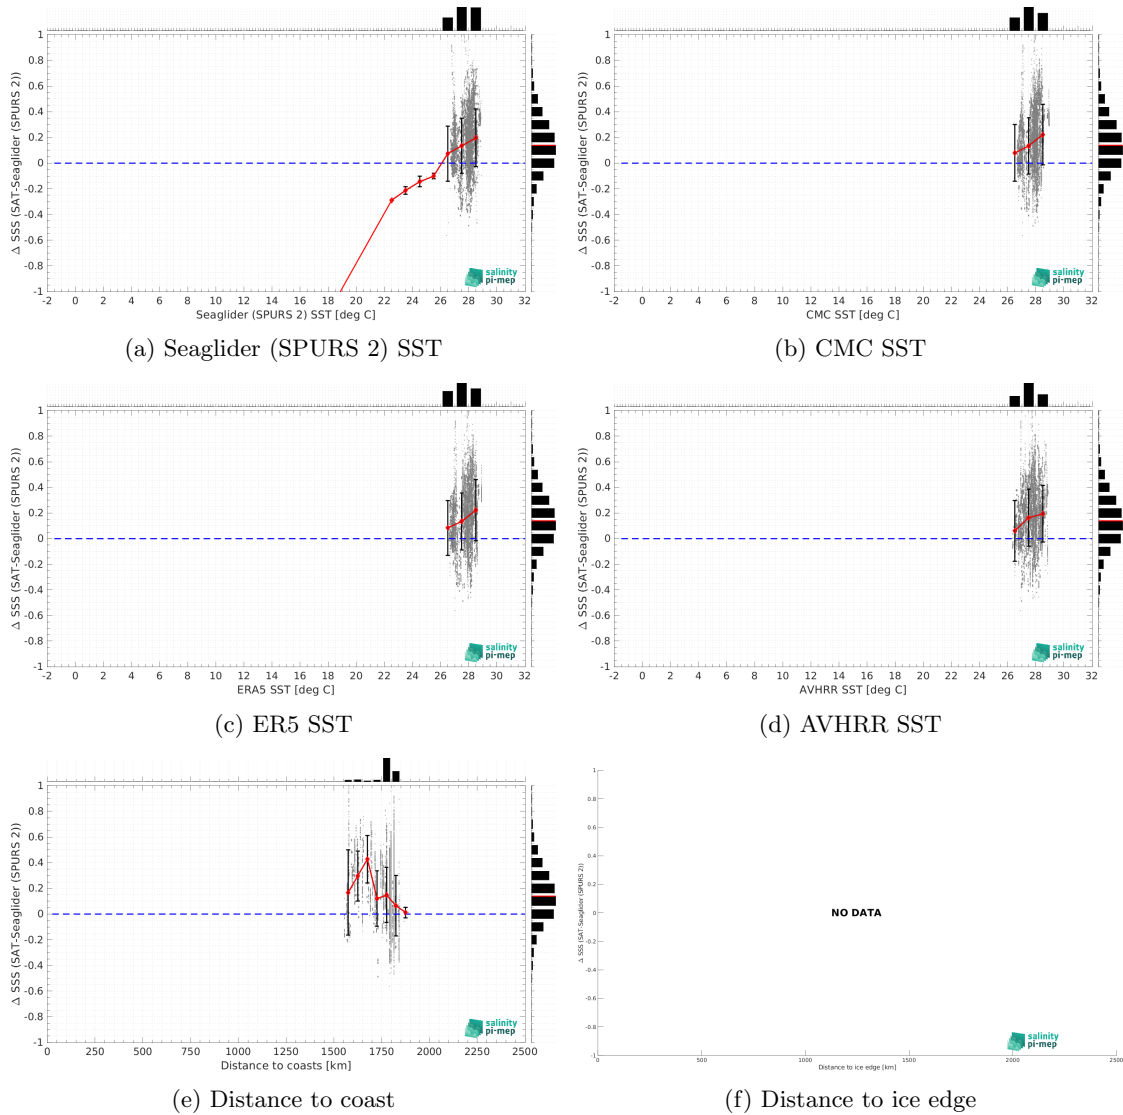 Δ SSS (SAT-Seaglider (SPURS 2))
1
0.8
0.6
0.4
0.2
0
-0.2
-0.4
-0.6
-0.8
-1
-2 0 2 4 6 8 10 12 14 16 18 20 22 24 26 28 30 32
Seaglider (SPURS 2) SST [deg C]
salinity
pi-mep
(a) Seaglider (SPURS 2) SST
Δ SSS (SAT-Seaglider (SPURS 2))
1
0.8
0.6
0.4
0.2
0
-0.2
-0.4
-0.6
-0.8
-1
-2 0 2 4 6 8 10 12 14 16 18 20 22 24 26 28 30 32
CMC SST [deg C]
salinity
pi-mep
(b) CMC SST
Δ SSS (SAT-Seaglider (SPURS 2))
1
0.8
0.6
0.4
0.2
0
-0.2
-0.4
-0.6
-0.8
-1
-2 0 2 4 6 8 10 12 14 16 18 20 22 24 26 28 30 32
ERA5 SST [deg C]
salinity
pi-mep
(c) ER5 SST
Δ SSS (SAT-Seaglider (SPURS 2))
1
0.8
0.6
0.4
0.2
0
-0.2
-0.4
-0.6
-0.8
-1
-2 0 2 4 6 8 10 12 14 16 18 20 22 24 26 28 30 32
AVHRR SST [deg C]
salinity
pi-mep
(d) AVHRR SST
Δ SSS (SAT-Seaglider (SPURS 2))
1
0.8
0.6
0.4
0.2
0
-0.2
-0.4
-0.6
-0.8
-1
0 250 500 750 1000 1250 1500 1750 2000 2250 2500
Distance to coasts [km]
salinity
pi-mep
(e) Distance to coast
Δ SSS (SAT-Seaglider (SPURS 2))
1
0.8
0.6
0.4
0.2
0
-0.2
-0.4
-0.6
-0.8
-1
NO DATA
0 500 1000 1500 2000 2500
Distance to ice edge [km]
salinity
pi-mep
(f) Distance to ice edge